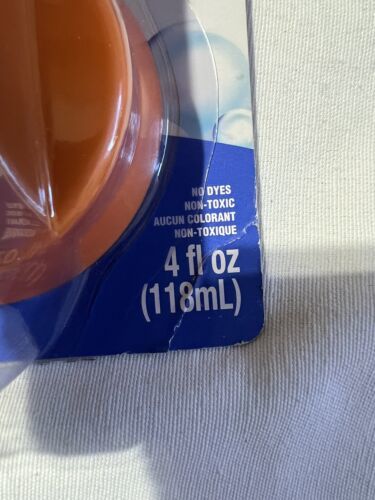 NO DYES
NON-TOXIC
AUCUN COLORANT
NON-TOXIQUE
4 fl oz
(118mL)